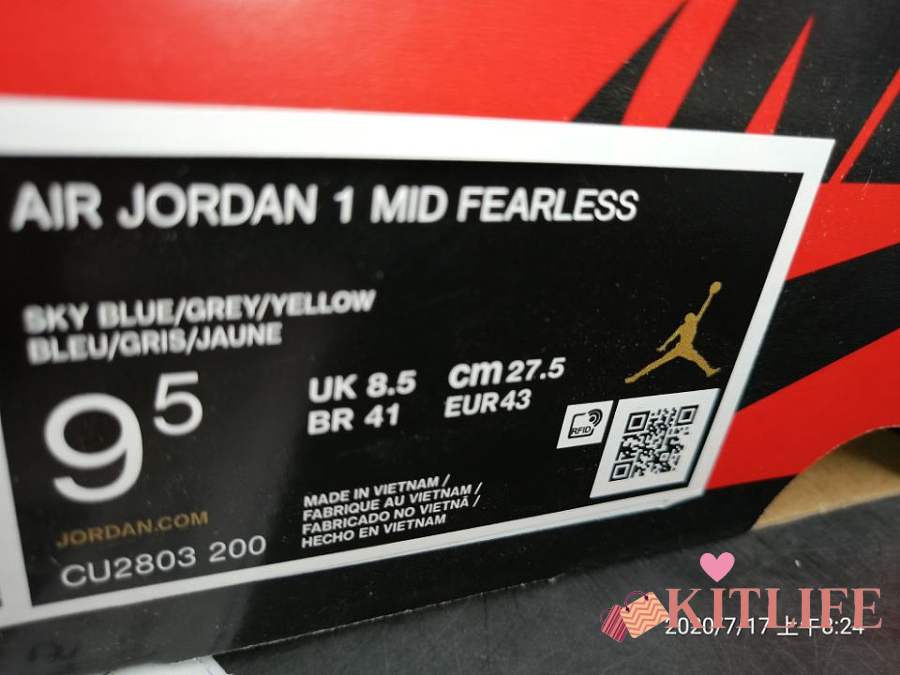 AIR JORDAN 1 MID FEARLESS
SKY BLUE/GREY/YELLOW
BLEU/GRIS/JAUNE
9 5
UK 8.5 cm 27.5
BR 41 EUR 43
RFID
MADE IN VIETNAM /
FABRIQUE AU VIETNAM /
FABRICADO NO VIETNÃ /
HECHO EN VIETNAM
JORDAN.COM
CU2803 200
KITLIFE
2020/7/17 上午8:24